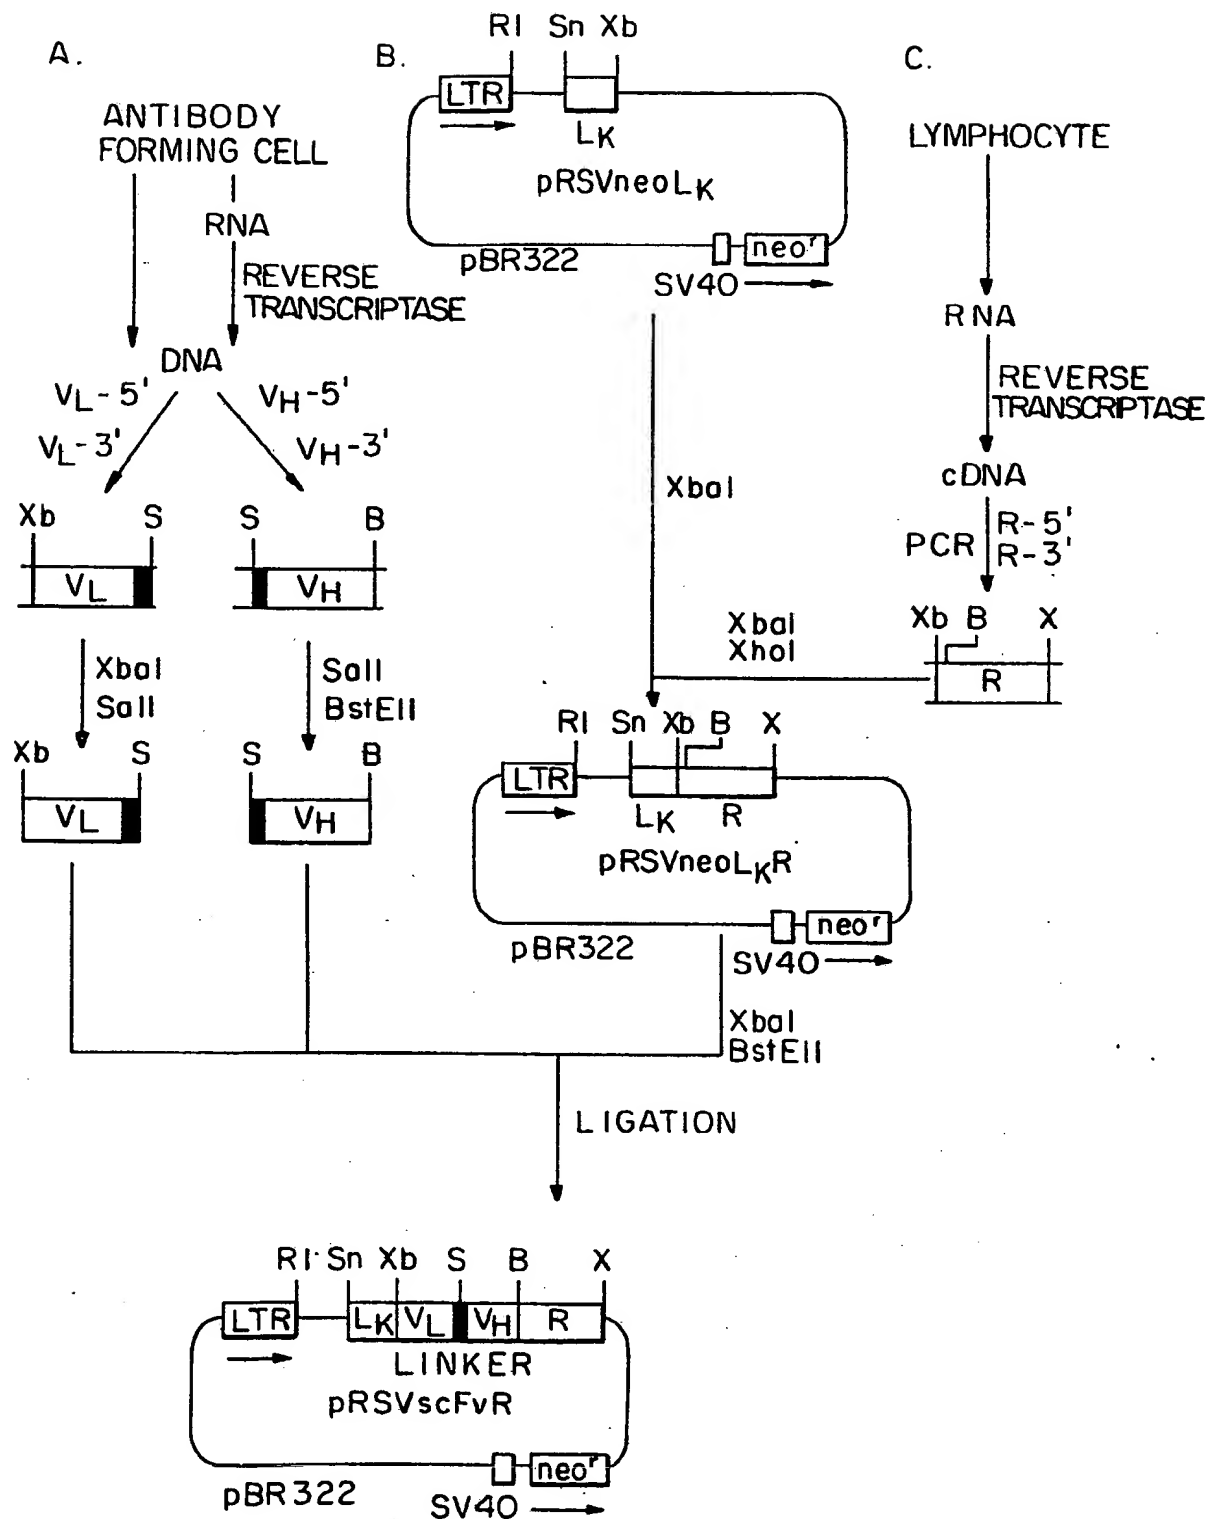 A.
ANTIBODY
FORMING CELL
RNA
REVERSE
TRANSCRIPTASE
DNA
VL-5'
VL-3'
VH-5'
VH-3'
Xb S
VL
S B
VH
XbaI
SalI
SalI
BstEII
Xb S
VL
S B
VH
B.
RI Sn Xb
LTR
LK
pRSVneoLK
pBR322
neoʳ
SV40
XbaI
C.
LYMPHOCYTE
RNA
REVERSE
TRANSCRIPTASE
cDNA
PCR
R-5'
R-3'
Xb B X
R
XbaI
XhoI
RI Sn Xb B X
LTR
LK R
pRSVneoLKR
pBR322
neoʳ
SV40
XbaI
BstEII
LIGATION
RI Sn Xb S B X
LTR LK VL VH R
LINKER
pRSVscFvR
pBR322
neoʳ
SV40